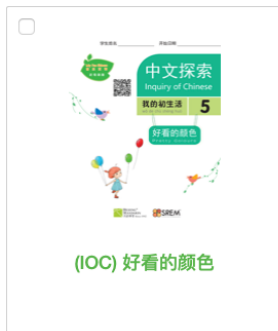 中文探索
Inquiry of Chinese
我的初生活 5
好看的颜色
SREM
(IOC) 好看的颜色